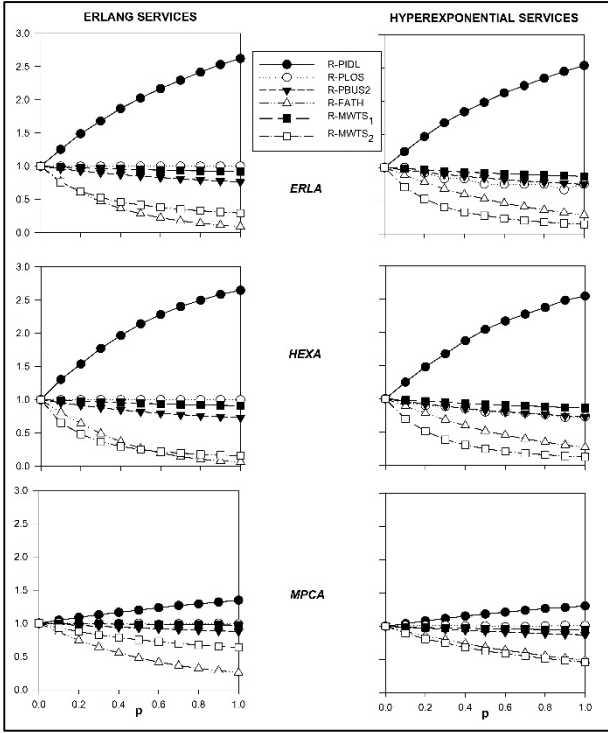 ERLANG SERVICES
HYPEREXPONENTIAL SERVICES
3.0
2.5
2.0
1.5
1.0
0.5
0.0
R-PIDL
R-PLOS
R-PBUS2
R-FATH
R-MWTS1
R-MWTS2
ERLA
3.0
2.5
2.0
1.5
1.0
0.5
0.0
HEXA
3.0
2.5
2.0
1.5
1.0
0.5
0.0
MPCA
0.0 0.2 0.4 0.6 0.8 1.0
p
0.0 0.2 0.4 0.6 0.8 1.0
p